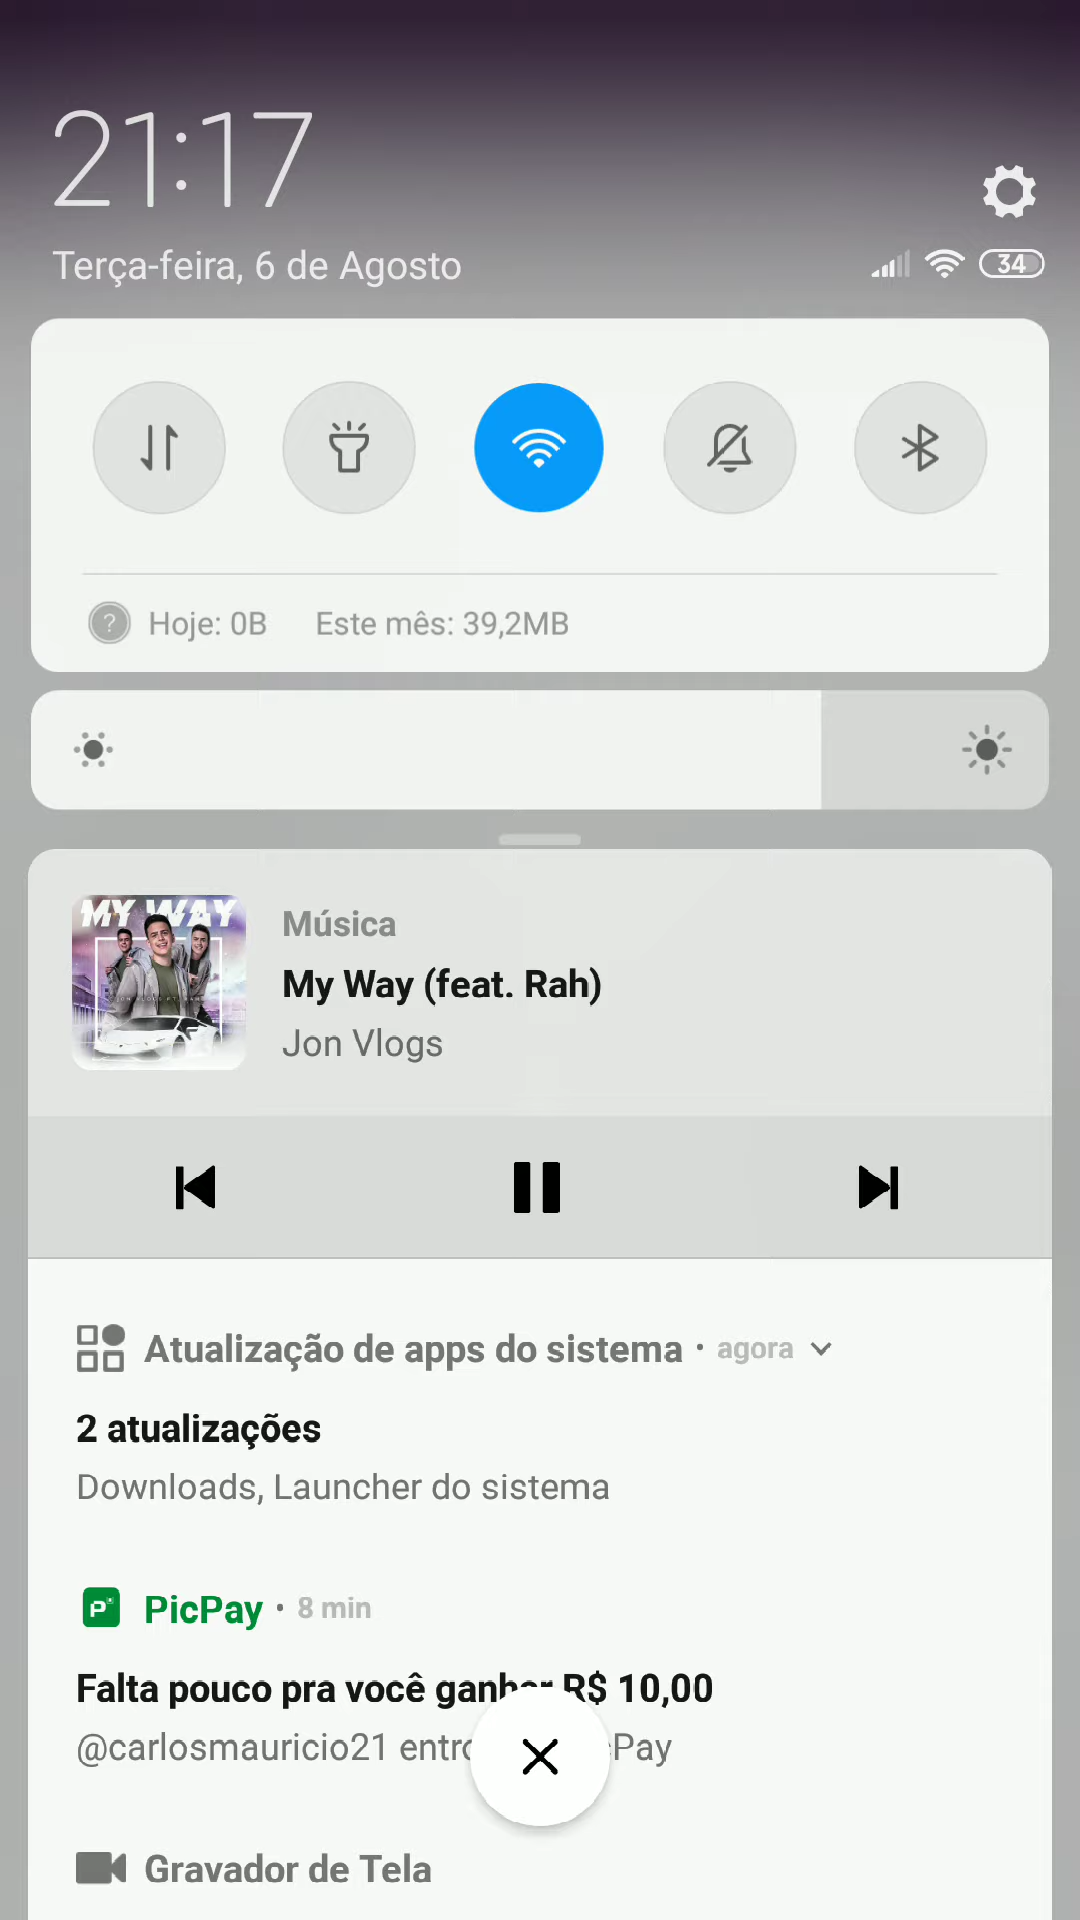 21:17
Terça-feira, 6 de Agosto
34
Hoje: 0B Este mês: 39,2MB
MY WAY
Música
My Way (feat. Rah)
Jon Vlogs
Atualização de apps do sistema · agora
2 atualizações
Downloads, Launcher do sistema
PicPay · 8 min
Falta pouco pra você ganhar R$ 10,00
@carlosmauricio21 entro Pay
Gravador de Tela